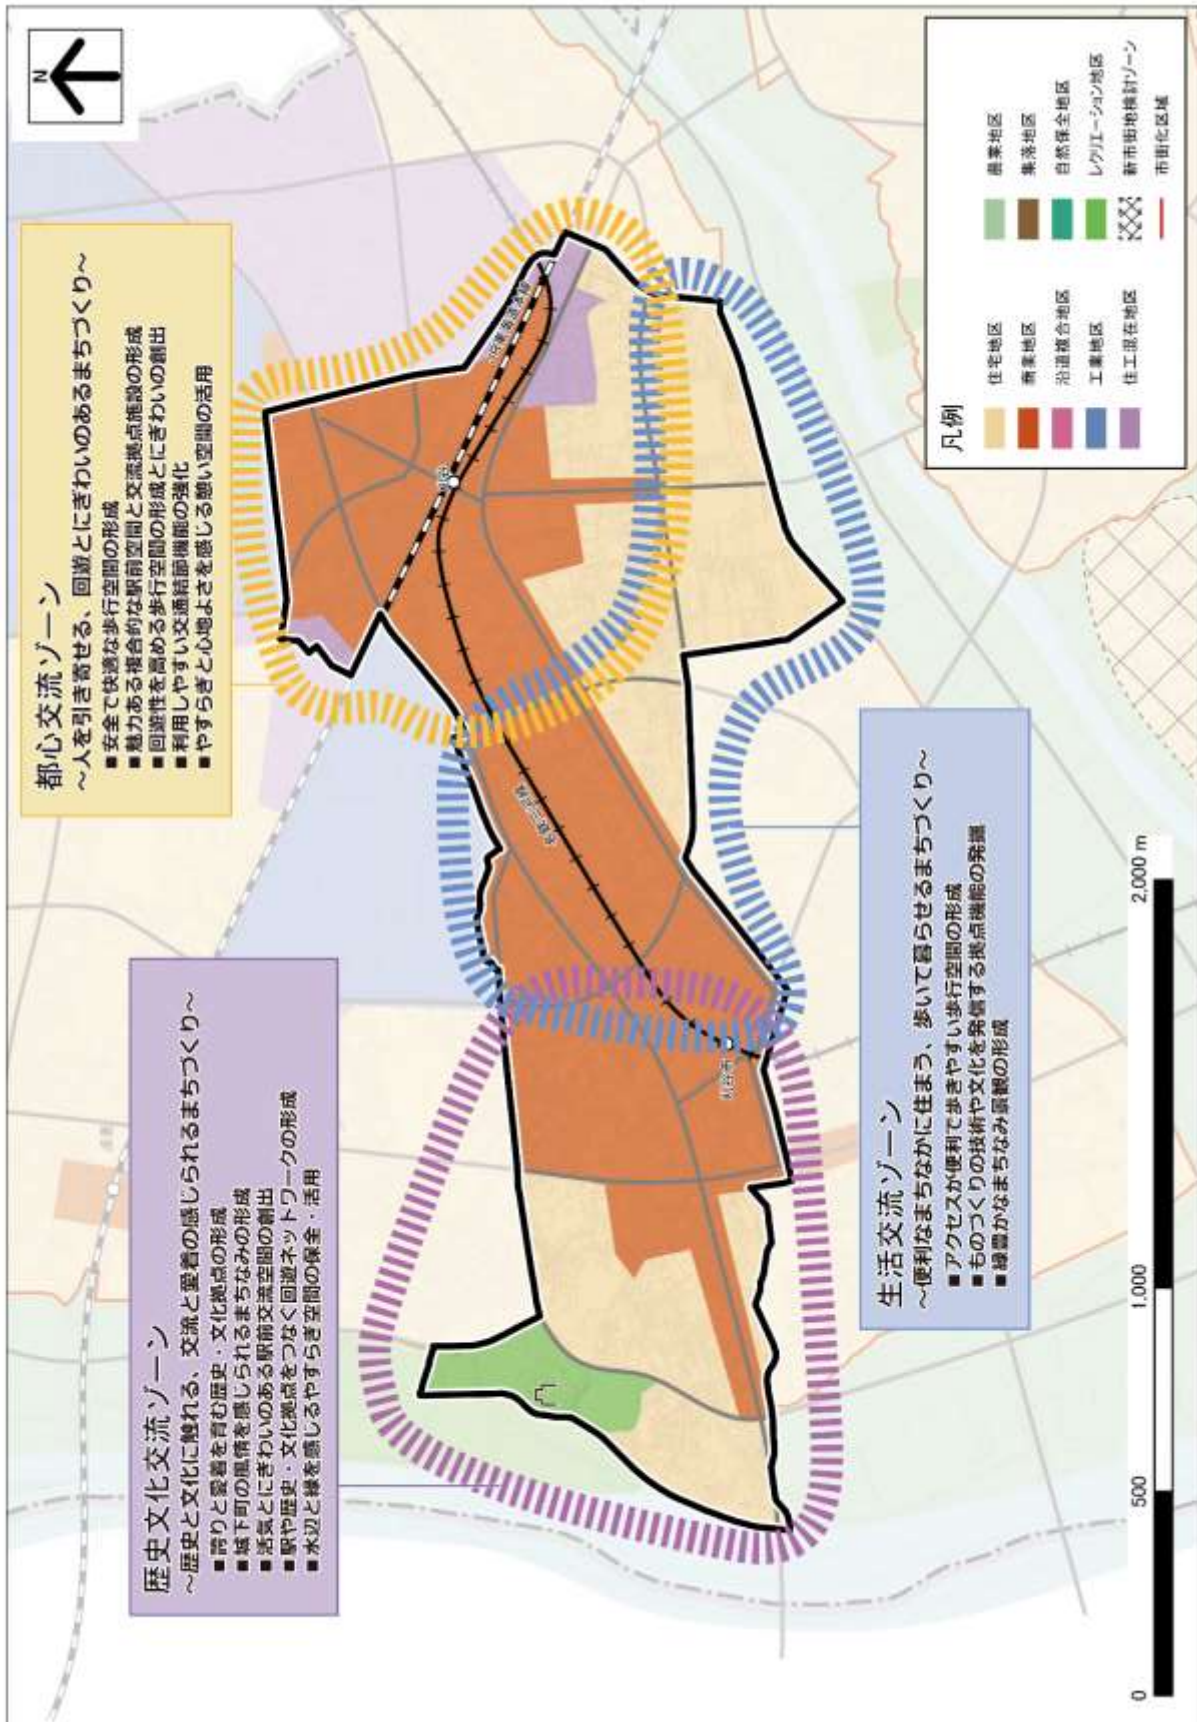 N
都心交流ゾーン
～人を引き寄せる、回遊とにぎわいのあるまちづくり～
■安全で快適な歩行空間の形成
■魅力ある複合的な駅前空間と交流拠点施設の形成
■回遊性を高める歩行空間の形成とにぎわいの創出
■利用しやすい交通結節機能の強化
■やすらぎと心地よさを感じる憩い空間の活用
歴史文化交流ゾーン
～歴史と文化に触れる、交流と愛着の感じられるまちづくり～
■誇りと愛着を育む歴史・文化拠点の形成
■城下町の風情を感じられるまちなみの形成
■活気とにぎわいのある駅前交流空間の創出
■駅や歴史・文化拠点をつなぐ回遊ネットワークの形成
■水辺と緑を感じるやすらぎ空間の保全・活用
JR東海道本線
刈谷
名鉄三河線
刈谷市
生活交流ゾーン
～便利なまちなかに住まう、歩いて暮らせるまちづくり～
■アクセスが便利で歩きやすい歩行空間の形成
■ものづくりの技術や文化を発信する拠点機能の発揮
■緑豊かなまちなみ景観の形成
凡例
住宅地区
商業地区
沿道複合地区
工業地区
住工混在地区
農業地区
集落地区
自然保全地区
レクリエーション地区
新市街地検討ゾーン
市街化区域
0
500
1,000
2,000 m